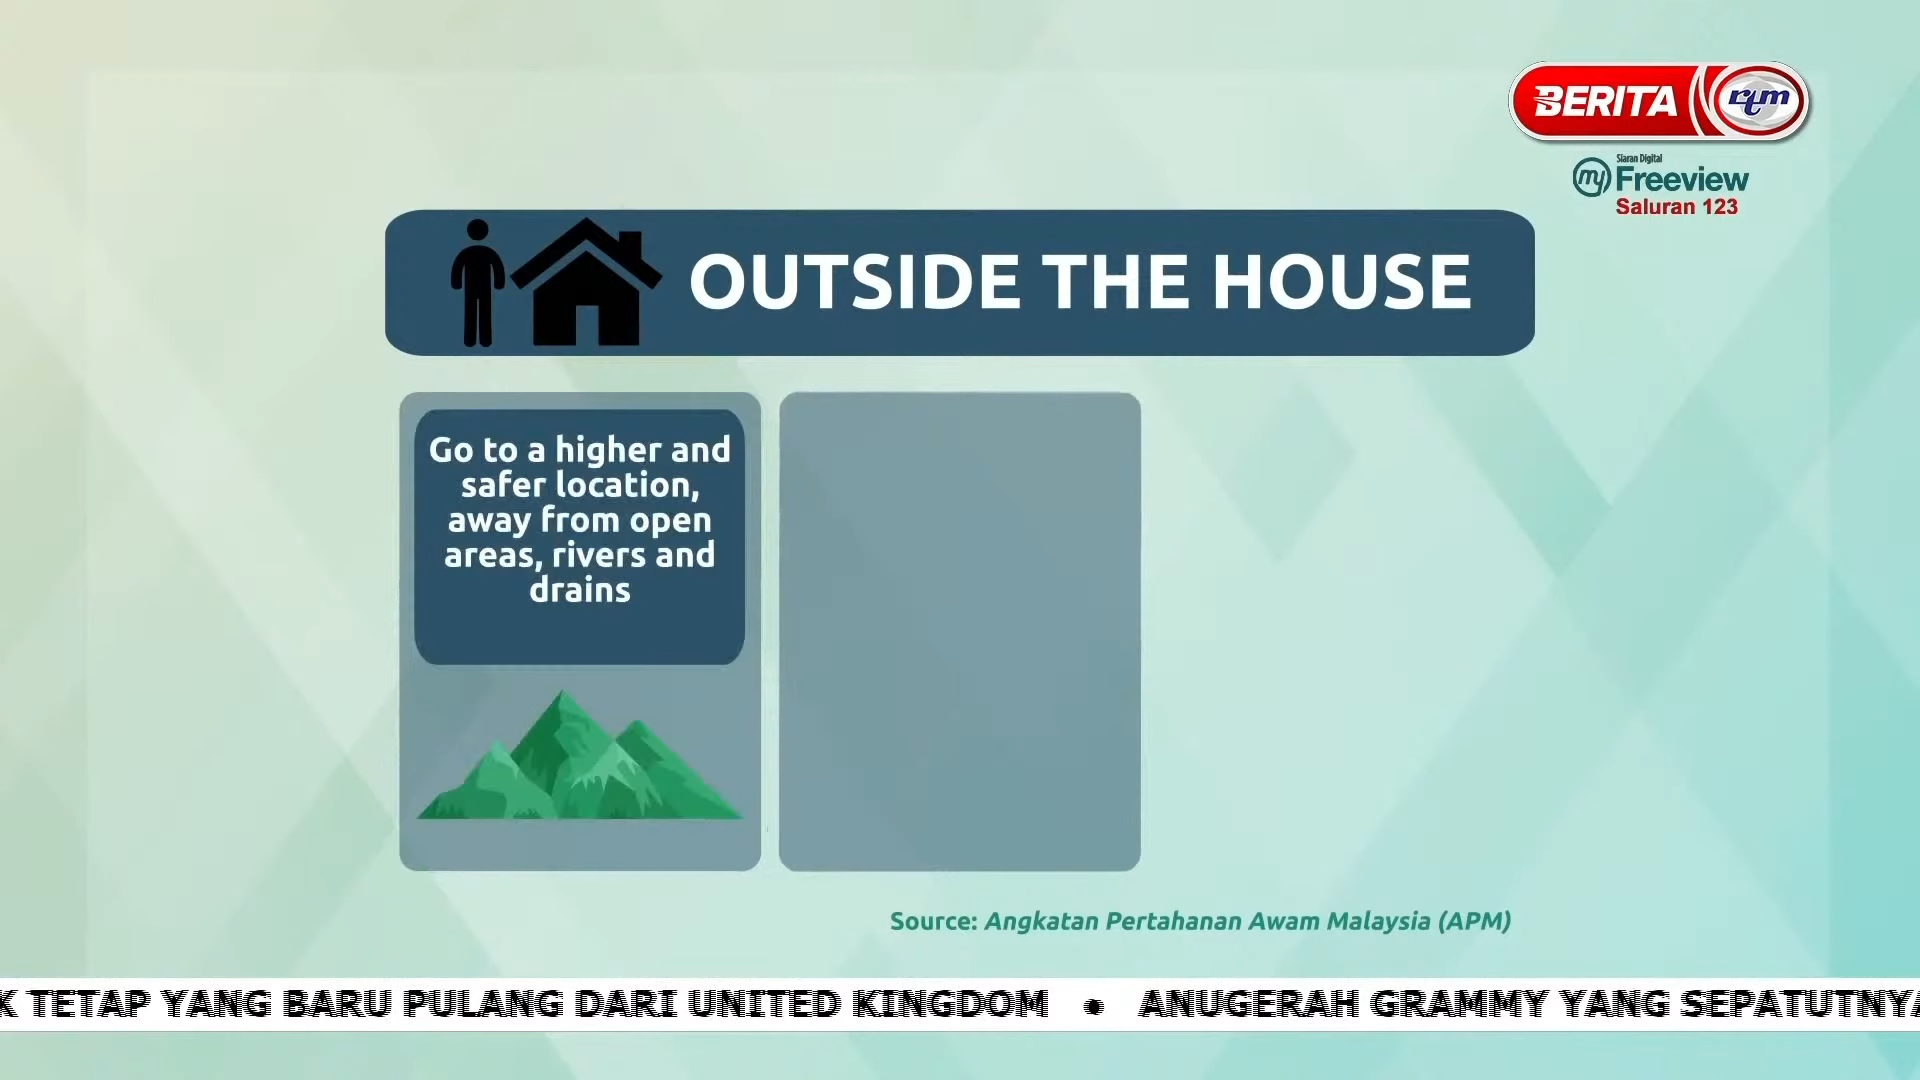 BERITA rtm
Siaran Digital
my Freeview
Saluran 123
OUTSIDE THE HOUSE
Go to a higher and
safer location,
away from open
areas, rivers and
drains
Source: Angkatan Pertahanan Awam Malaysia (APM)
K TETAP YANG BARU PULANG DARI UNITED KINGDOM • ANUGERAH GRAMMY YANG SEPATUTNYA